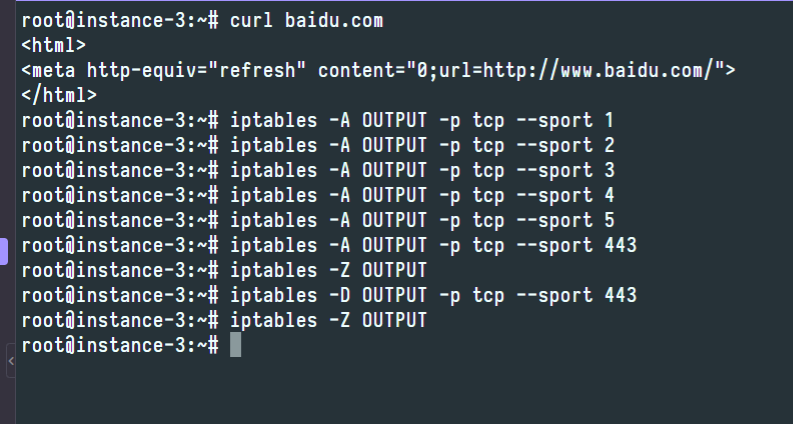 root@instance-3:~# curl baidu.com
<html>
<meta http-equiv="refresh" content="0;url=http://www.baidu.com/">
</html>
root@instance-3:~# iptables -A OUTPUT -p tcp --sport 1
root@instance-3:~# iptables -A OUTPUT -p tcp --sport 2
root@instance-3:~# iptables -A OUTPUT -p tcp --sport 3
root@instance-3:~# iptables -A OUTPUT -p tcp --sport 4
root@instance-3:~# iptables -A OUTPUT -p tcp --sport 5
root@instance-3:~# iptables -A OUTPUT -p tcp --sport 443
root@instance-3:~# iptables -Z OUTPUT
root@instance-3:~# iptables -D OUTPUT -p tcp --sport 443
root@instance-3:~# iptables -Z OUTPUT
root@instance-3:~#